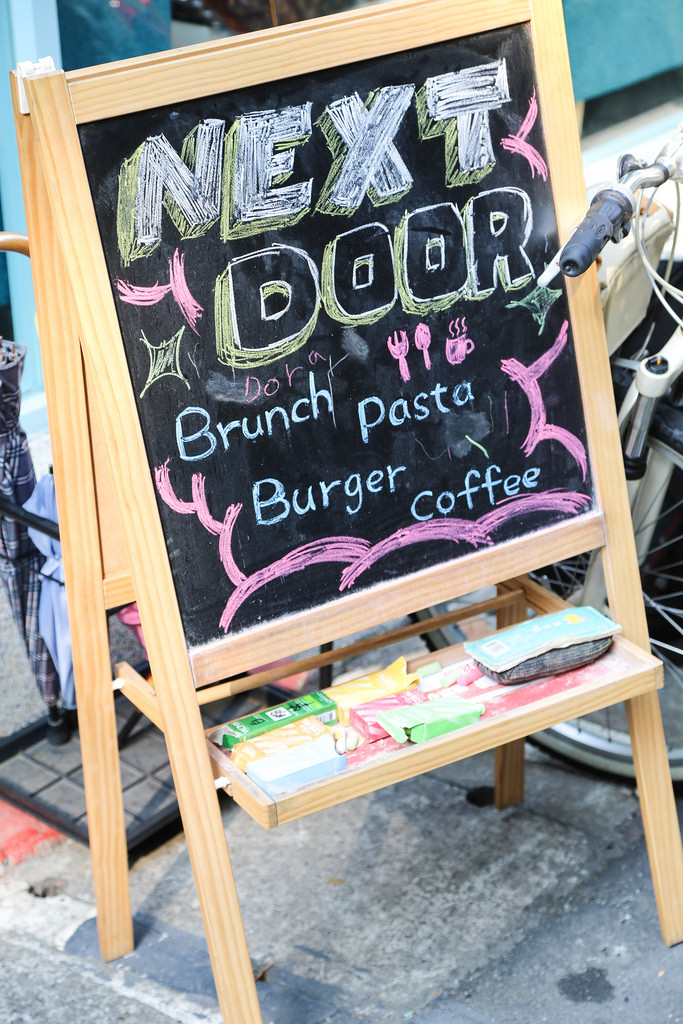 NEXT
DOOR
Dora
Brunch pasta
Burger coffee